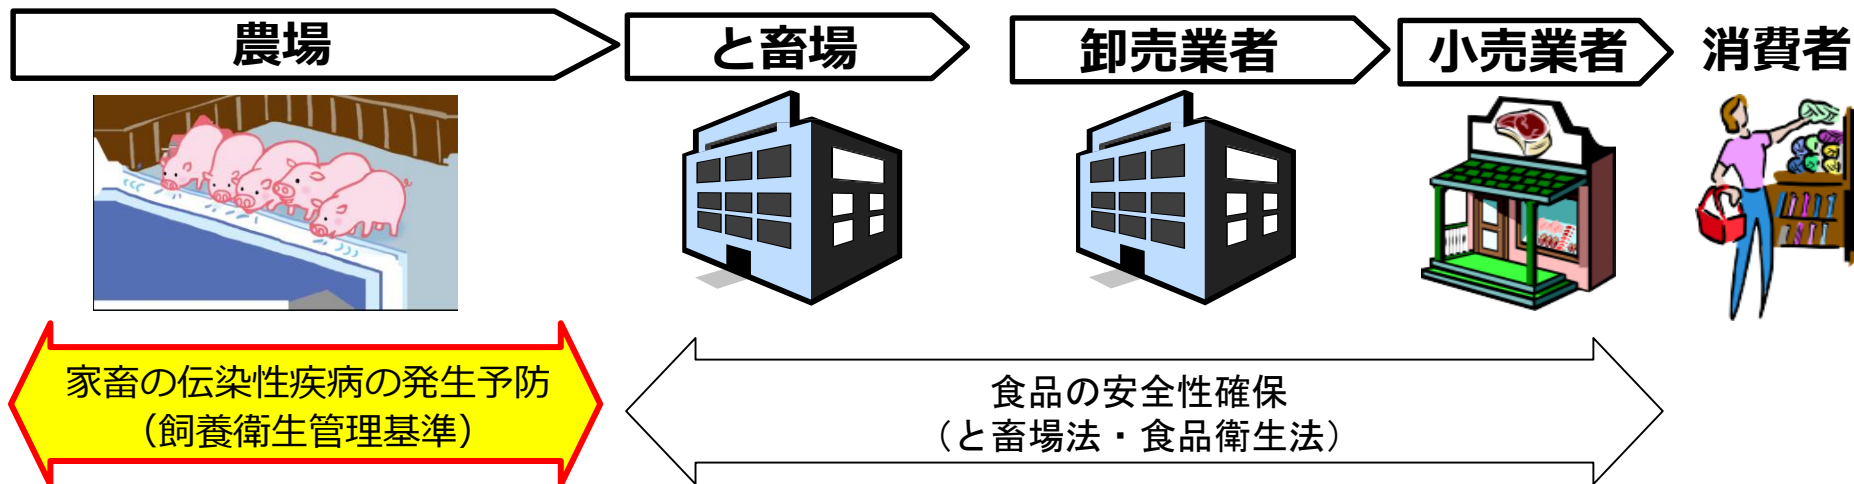 農場
と畜場
卸売業者
小売業者
消費者
家畜の伝染性疾病の発生予防
（飼養衛生管理基準）
食品の安全性確保
（と畜場法・食品衛生法）